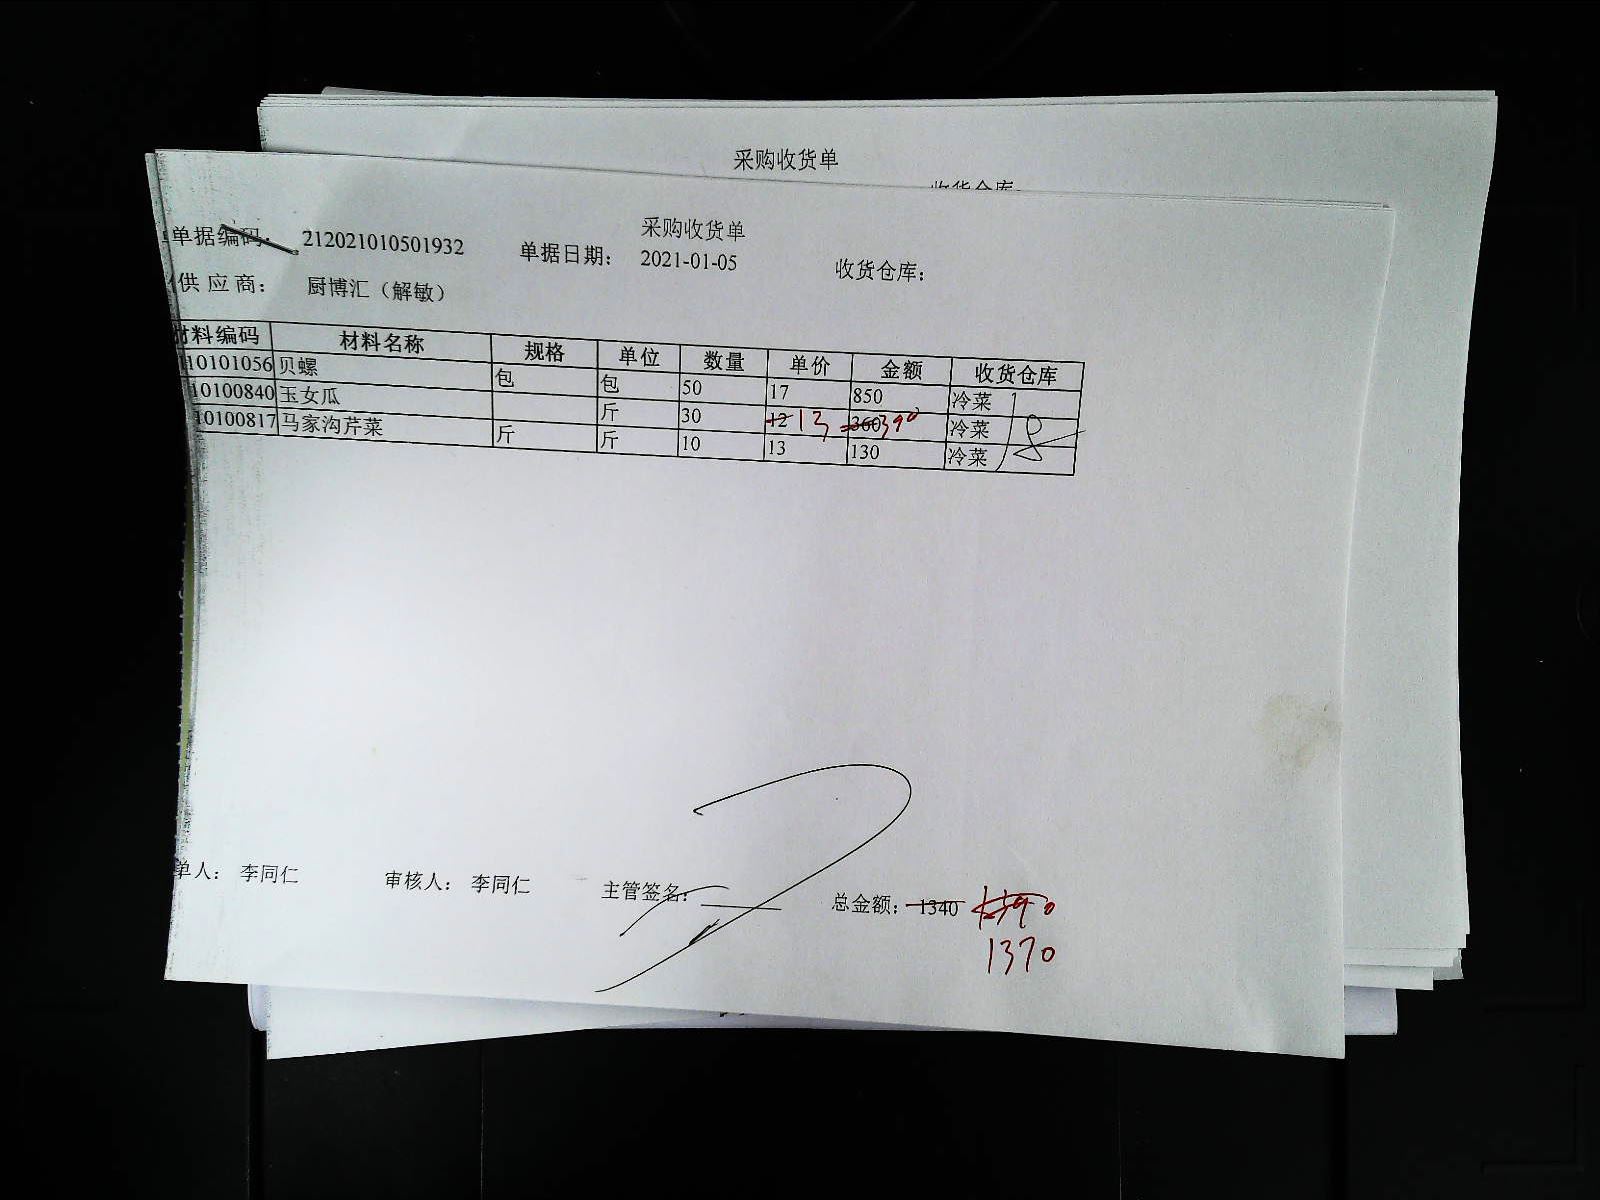 采购收货单
采购收货单
单据编码: 212021010501932 单据日期: 2021-01-05 收货仓库:
供应商: 厨博汇（解敏）
材料编码 材料名称 规格 单位 数量 单价 金额 收货仓库
10101056 贝螺 包 包 50 17 850 冷菜
10100840 玉女瓜 斤 30 12 13 360 390 冷菜
10100817 马家沟芹菜 斤 斤 10 13 130 冷菜
单人: 李同仁 审核人: 李同仁 主管签名: 总金额: 1340
1370